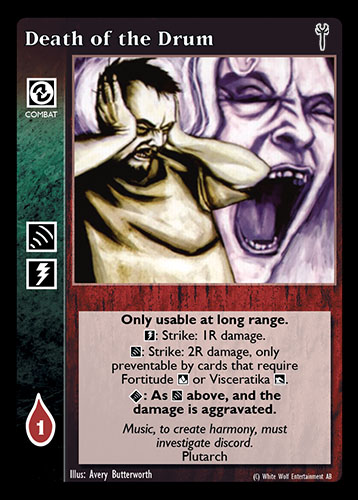 Death of the Drum
COMBAT
Only usable at long range.
: Strike: 1R damage.
: Strike: 2R damage, only
preventable by cards that require
Fortitude or Visceratika .
: As above, and the
damage is aggravated.
Music, to create harmony, must
investigate discord.
Plutarch
1
Illus: Avery Butterworth
(C) White Wolf Entertainment AB